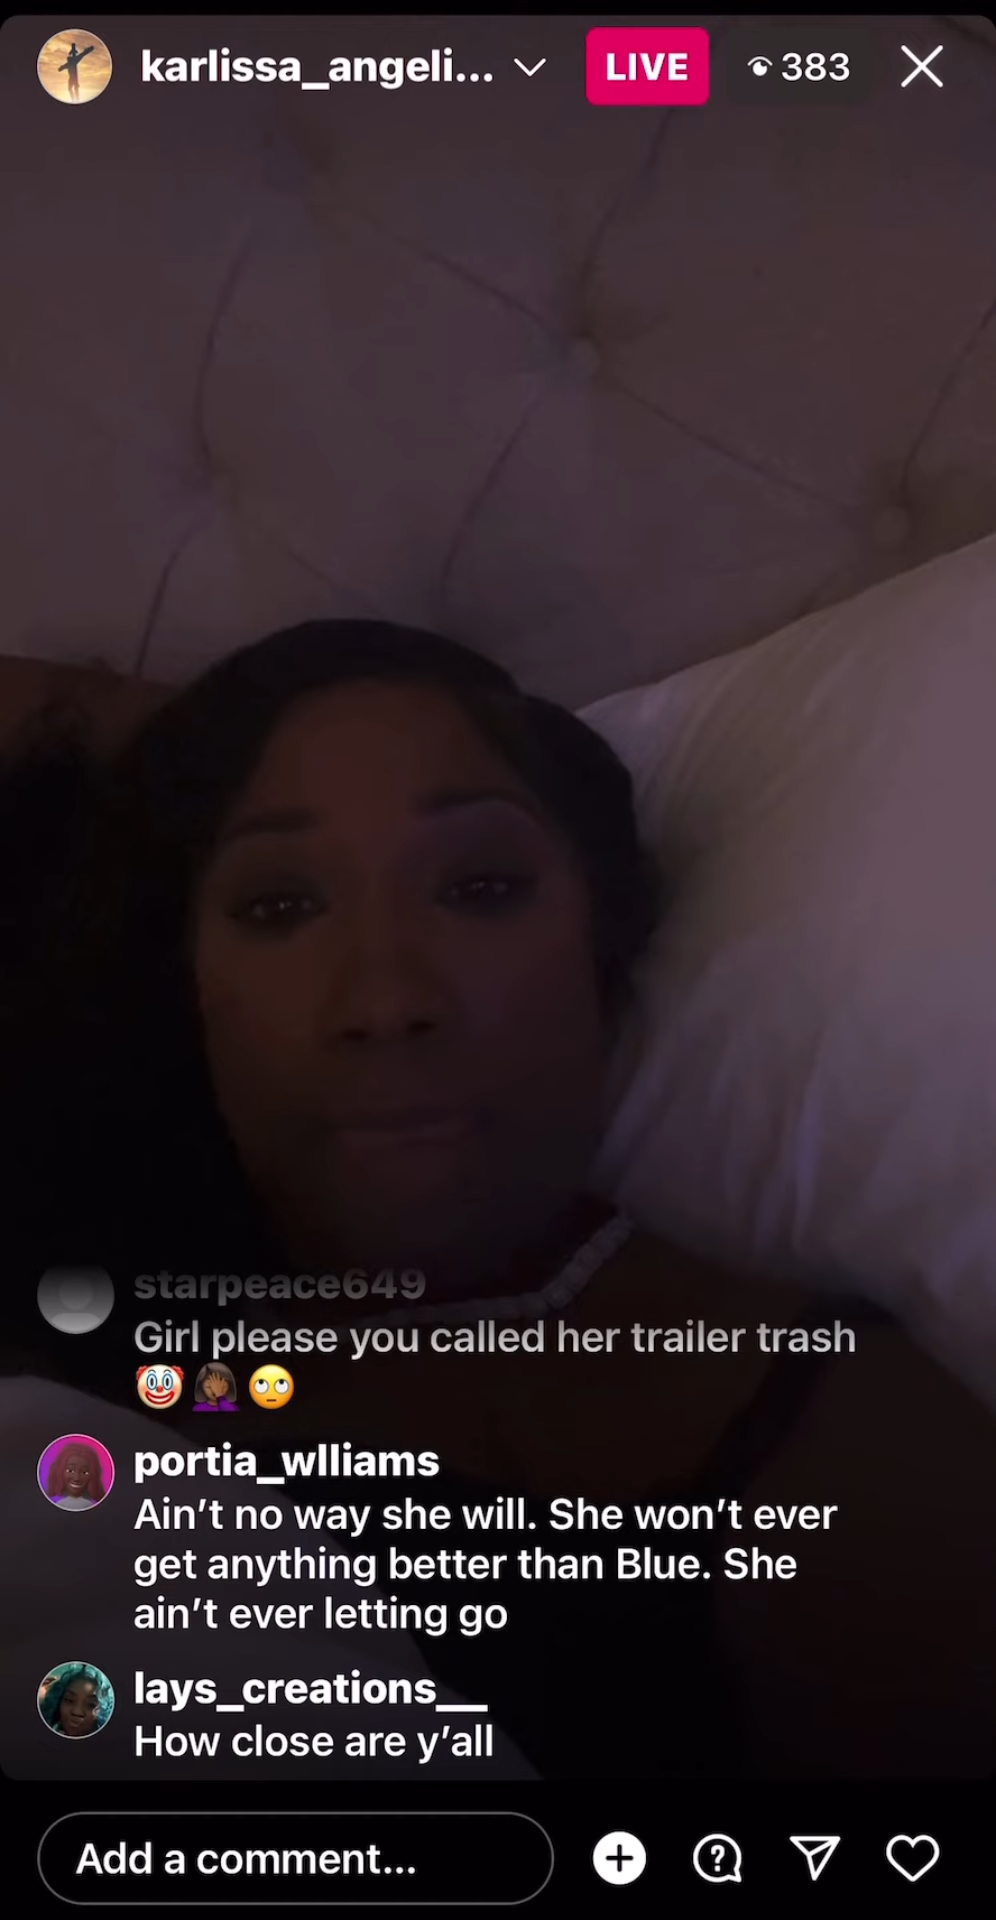 karlissa_angeli...
LIVE
383
starpeace649
Girl please you called her trailer trash
🤡🤦🏽‍♀️🙄
portia_wlliams
Ain’t no way she will. She won’t ever
get anything better than Blue. She
ain’t ever letting go
lays_creations__
How close are y’all
Add a comment...